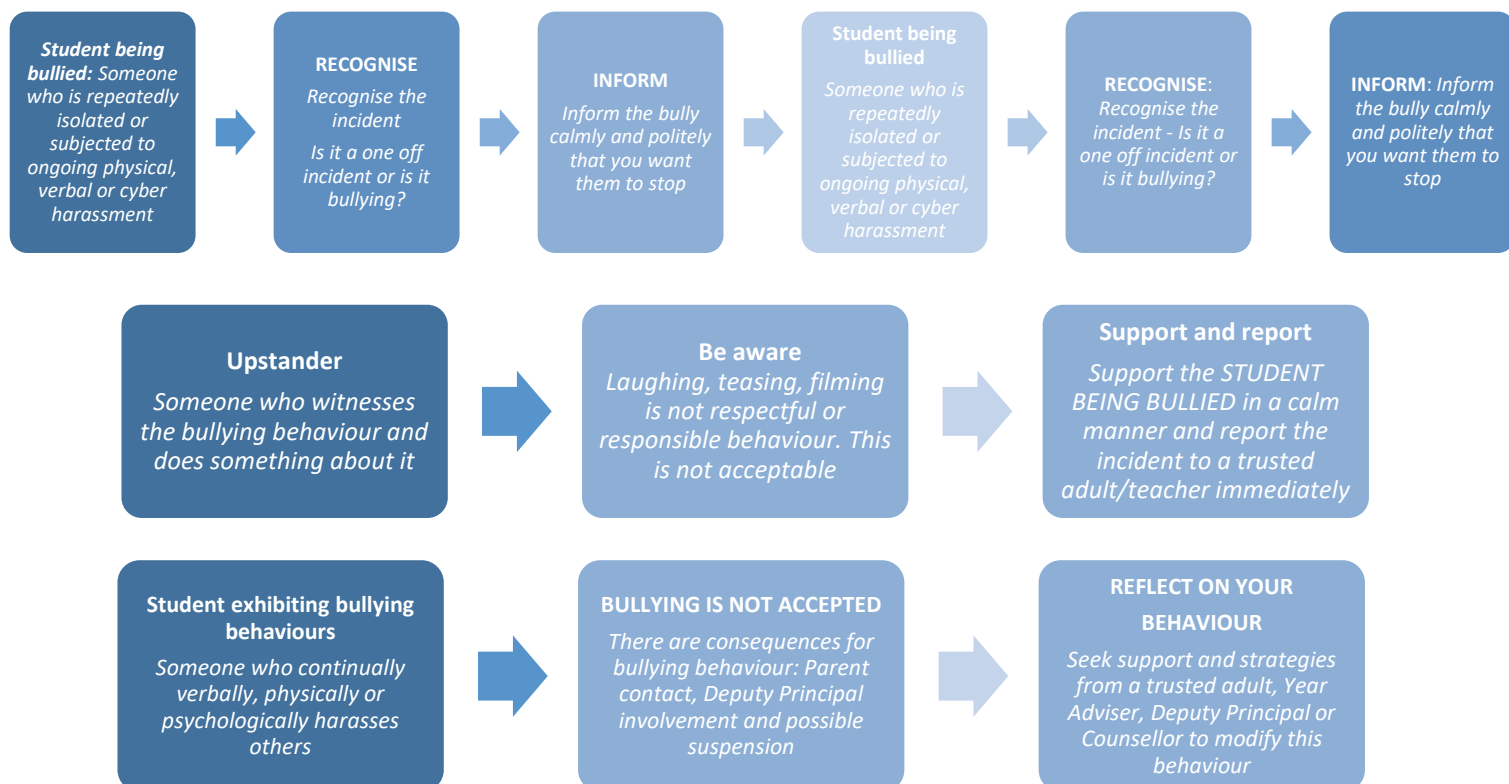 Student being
bullied: Someone
who is repeatedly
isolated or
subjected to
ongoing physical,
verbal or cyber
harassment
RECOGNISE
Recognise the
incident
Is it a one off
incident or is it
bullying?
INFORM
Inform the bully
calmly and politely
that you want
them to stop
Student being
bullied
Someone who is
repeatedly
isolated or
subjected to
ongoing physical,
verbal or cyber
harassment
RECOGNISE:
Recognise the
incident - Is it a
one off incident or
is it bullying?
INFORM: Inform
the bully calmly
and politely that
you want them to
stop
Upstander
Someone who witnesses
the bullying behaviour and
does something about it
Be aware
Laughing, teasing, filming
is not respectful or
responsible behaviour. This
is not acceptable
Support and report
Support the STUDENT
BEING BULLIED in a calm
manner and report the
incident to a trusted
adult/teacher immediately
Student exhibiting bullying
behaviours
Someone who continually
verbally, physically or
psychologically harasses
others
BULLYING IS NOT ACCEPTED
There are consequences for
bullying behaviour: Parent
contact, Deputy Principal
involvement and possible
suspension
REFLECT ON YOUR
BEHAVIOUR
Seek support and strategies
from a trusted adult, Year
Adviser, Deputy Principal or
Counsellor to modify this
behaviour